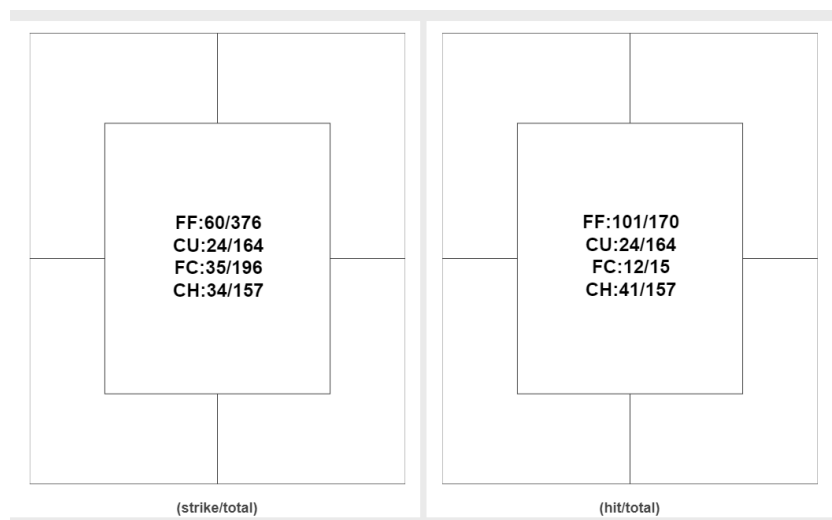 FF:60/376
CU:24/164
FC:35/196
CH:34/157
(strike/total)
FF:101/170
CU:24/164
FC:12/15
CH:41/157
(hit/total)